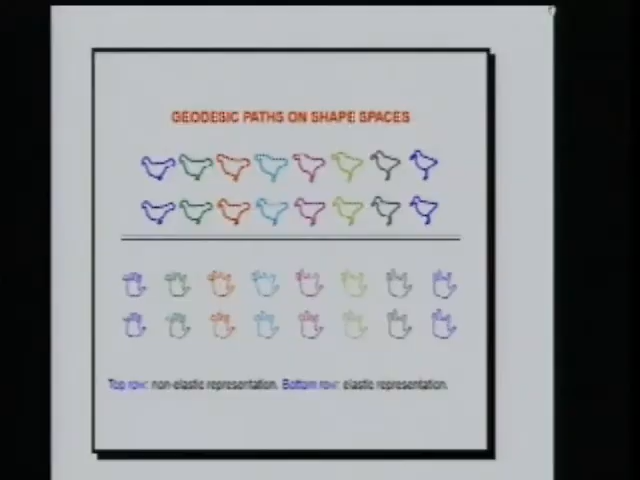 GEODESIC PATHS ON SHAPE SPACES
Top row: non-elastic representation. Bottom row: elastic representation.